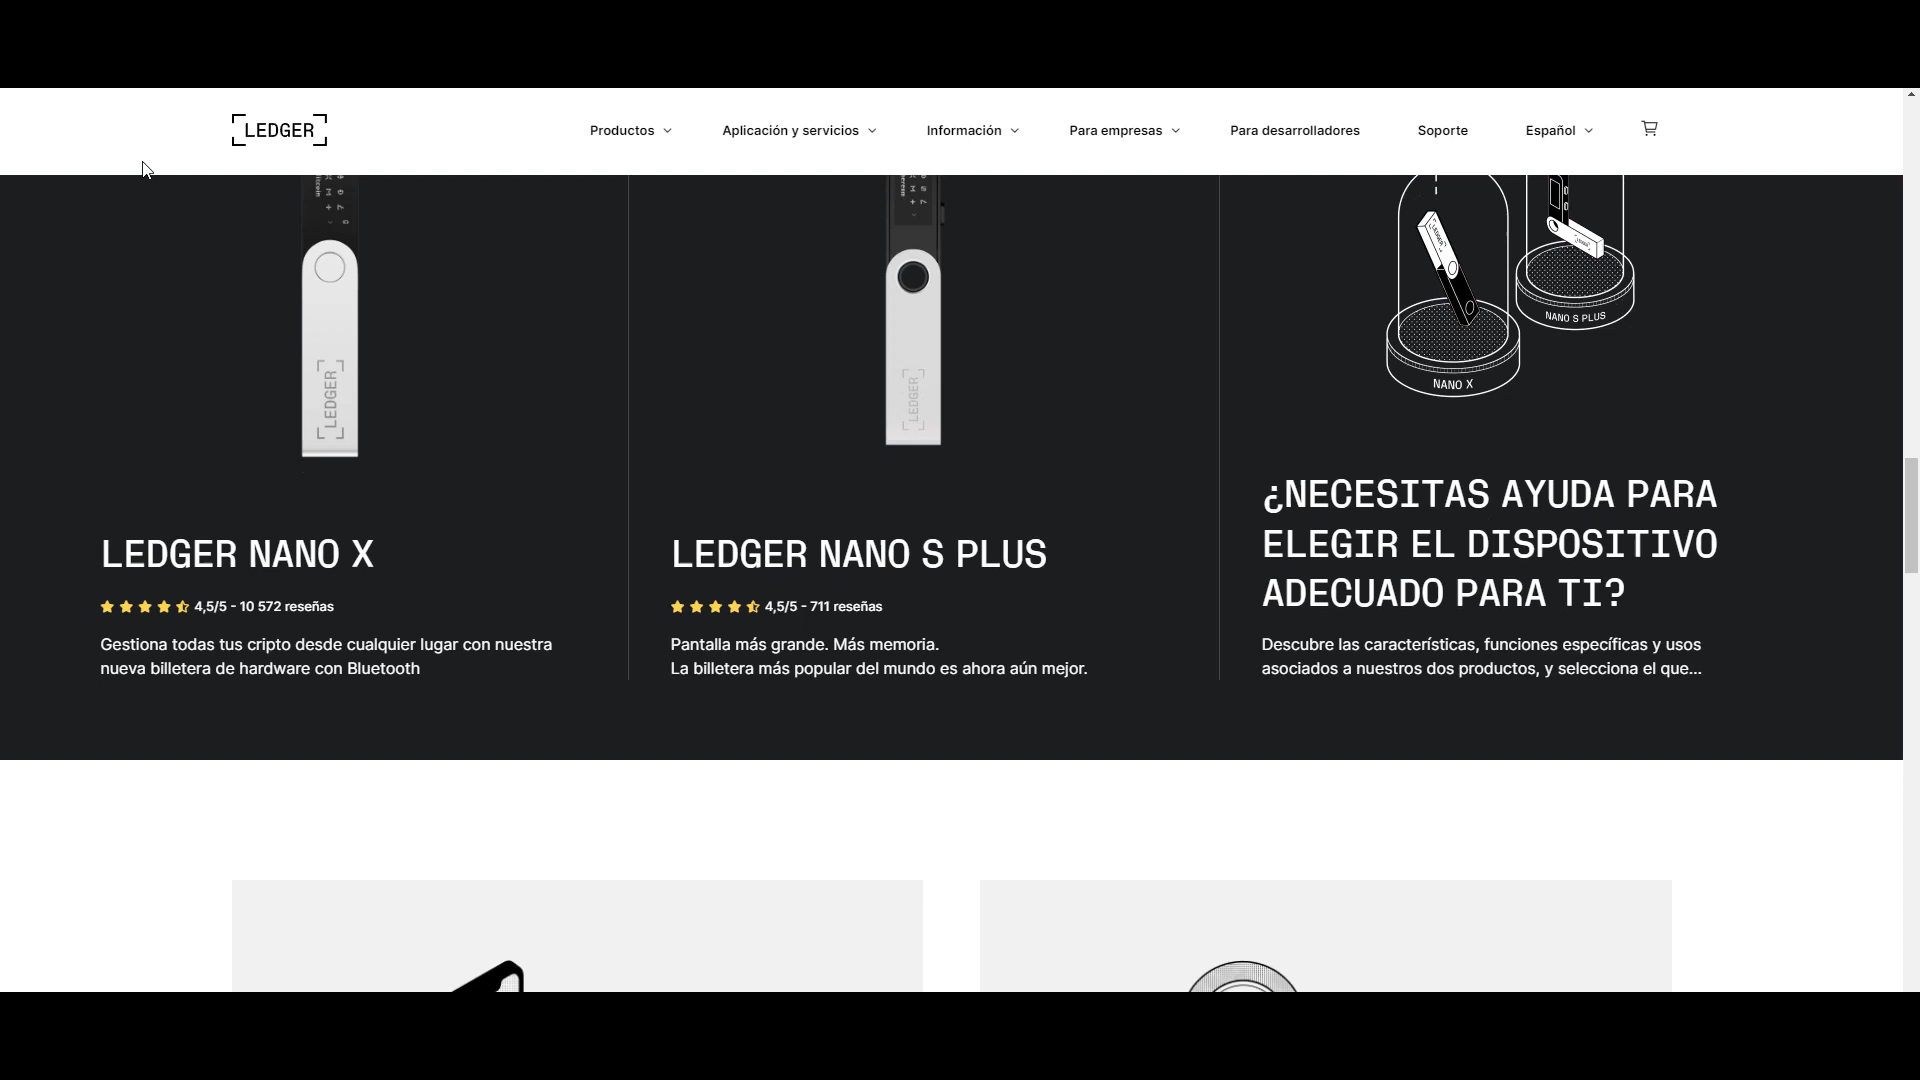 LEDGER
Productos
Aplicación y servicios
Información
Para empresas
Para desarrolladores
Soporte
Español
LEDGER
LEDGER
NANO S PLUS
NANO X
LEDGER NANO X
4,5/5 - 10 572 reseñas
Gestiona todas tus cripto desde cualquier lugar con nuestra
nueva billetera de hardware con Bluetooth
LEDGER NANO S PLUS
4,5/5 - 711 reseñas
Pantalla más grande. Más memoria.
La billetera más popular del mundo es ahora aún mejor.
¿NECESITAS AYUDA PARA
ELEGIR EL DISPOSITIVO
ADECUADO PARA TI?
Descubre las características, funciones específicas y usos
asociados a nuestros dos productos, y selecciona el que...